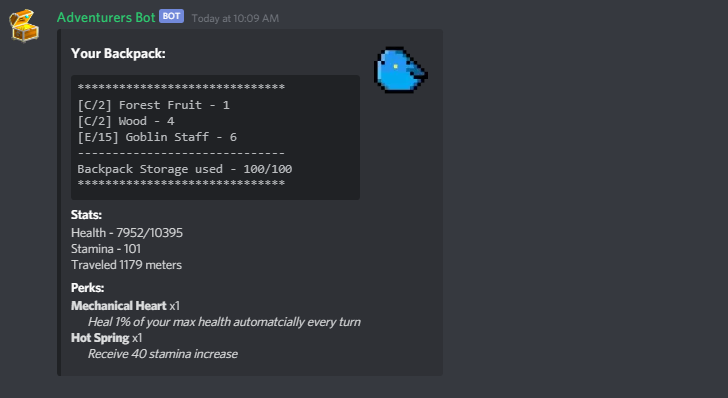 Adventurers Bot BOT Today at 10:09 AM
Your Backpack:
******************************
[C/2] Forest Fruit - 1
[C/2] Wood - 4
[E/15] Goblin Staff - 6
------------------------------
Backpack Storage used - 100/100
******************************
Stats:
Health - 7952/10395
Stamina - 101
Traveled 1179 meters
Perks:
Mechanical Heart x1
Heal 1% of your max health automatcially every turn
Hot Spring x1
Receive 40 stamina increase